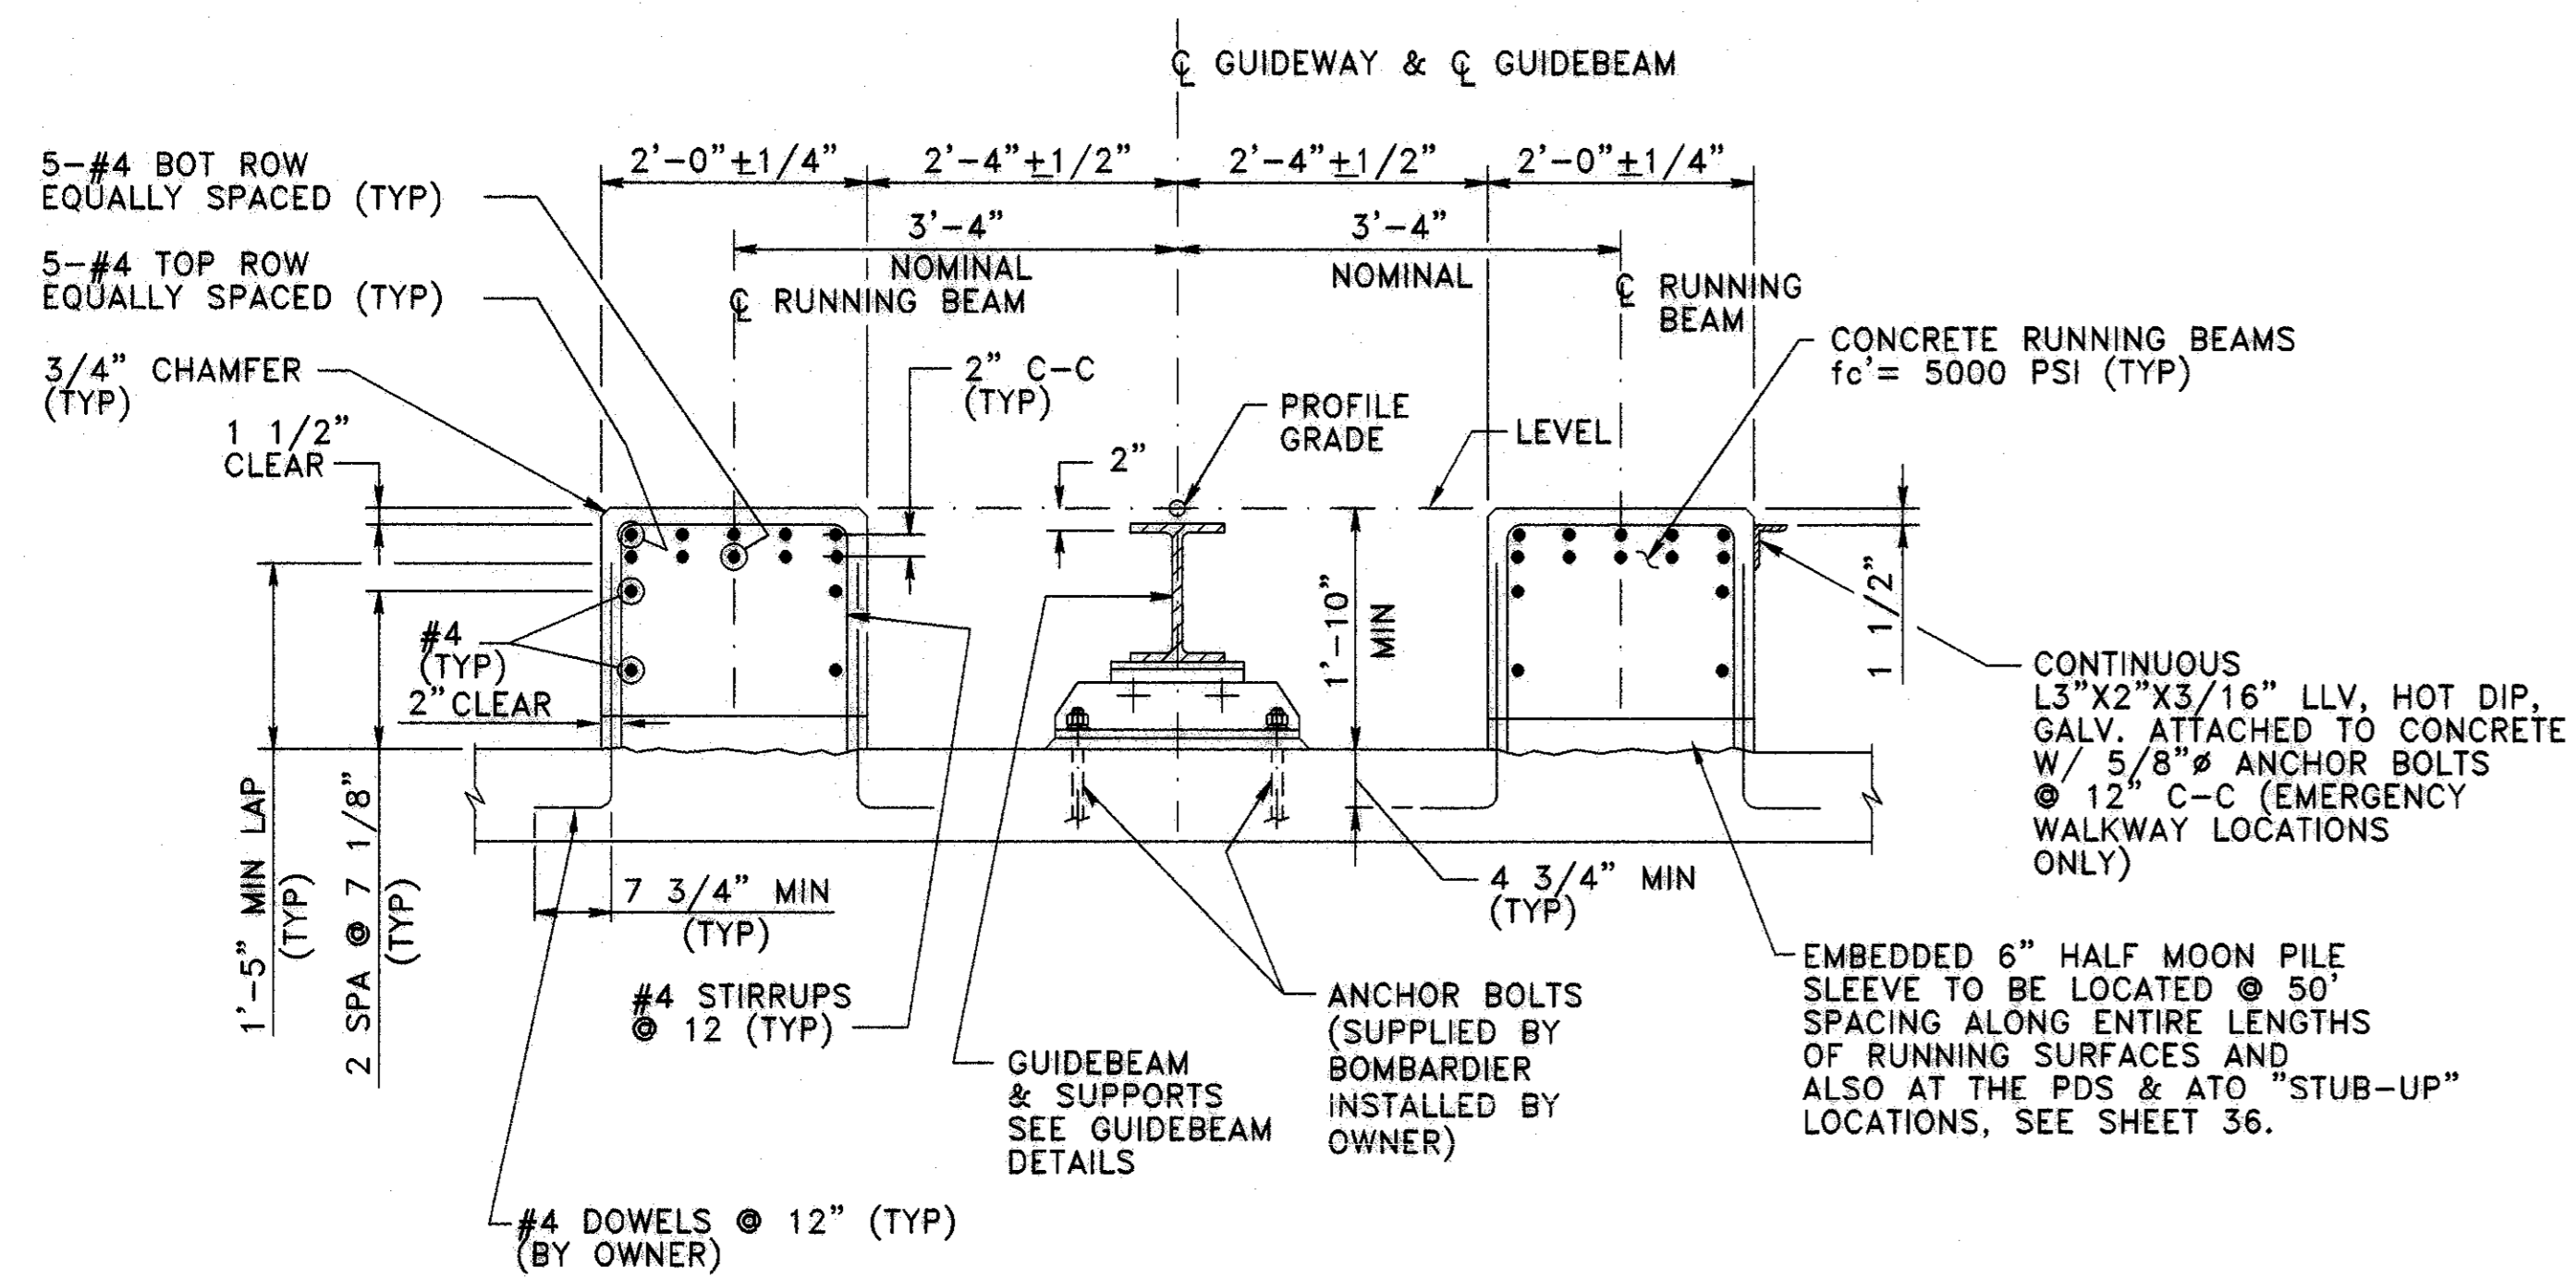 ℄ GUIDEWAY & ℄ GUIDEBEAM
2'-0"±1/4"
2'-4"±1/2"
2'-4"±1/2"
2'-0"±1/4"
3'-4"
NOMINAL
3'-4"
NOMINAL
℄ RUNNING BEAM
℄ RUNNING
BEAM
5-#4 BOT ROW
EQUALLY SPACED (TYP)
5-#4 TOP ROW
EQUALLY SPACED (TYP)
3/4" CHAMFER
(TYP)
1 1/2"
CLEAR
2" C-C
(TYP)
2"
PROFILE
GRADE
LEVEL
CONCRETE RUNNING BEAMS
fc'= 5000 PSI (TYP)
#4
(TYP)
2" CLEAR
1'-10"
MIN
1 1/2"
CONTINUOUS
L3"X2"X3/16" LLV, HOT DIP,
GALV. ATTACHED TO CONCRETE
W/ 5/8"ø ANCHOR BOLTS
@ 12" C-C (EMERGENCY
WALKWAY LOCATIONS
ONLY)
1'-5" MIN LAP
(TYP)
2 SPA @ 7 1/8"
(TYP)
7 3/4" MIN
(TYP)
4 3/4" MIN
(TYP)
#4 STIRRUPS
@ 12 (TYP)
GUIDEBEAM
& SUPPORTS
SEE GUIDEBEAM
DETAILS
ANCHOR BOLTS
(SUPPLIED BY
BOMBARDIER
INSTALLED BY
OWNER)
EMBEDDED 6" HALF MOON PILE
SLEEVE TO BE LOCATED @ 50'
SPACING ALONG ENTIRE LENGTHS
OF RUNNING SURFACES AND
ALSO AT THE PDS & ATO "STUB-UP"
LOCATIONS, SEE SHEET 36.
#4 DOWELS @ 12" (TYP)
(BY OWNER)